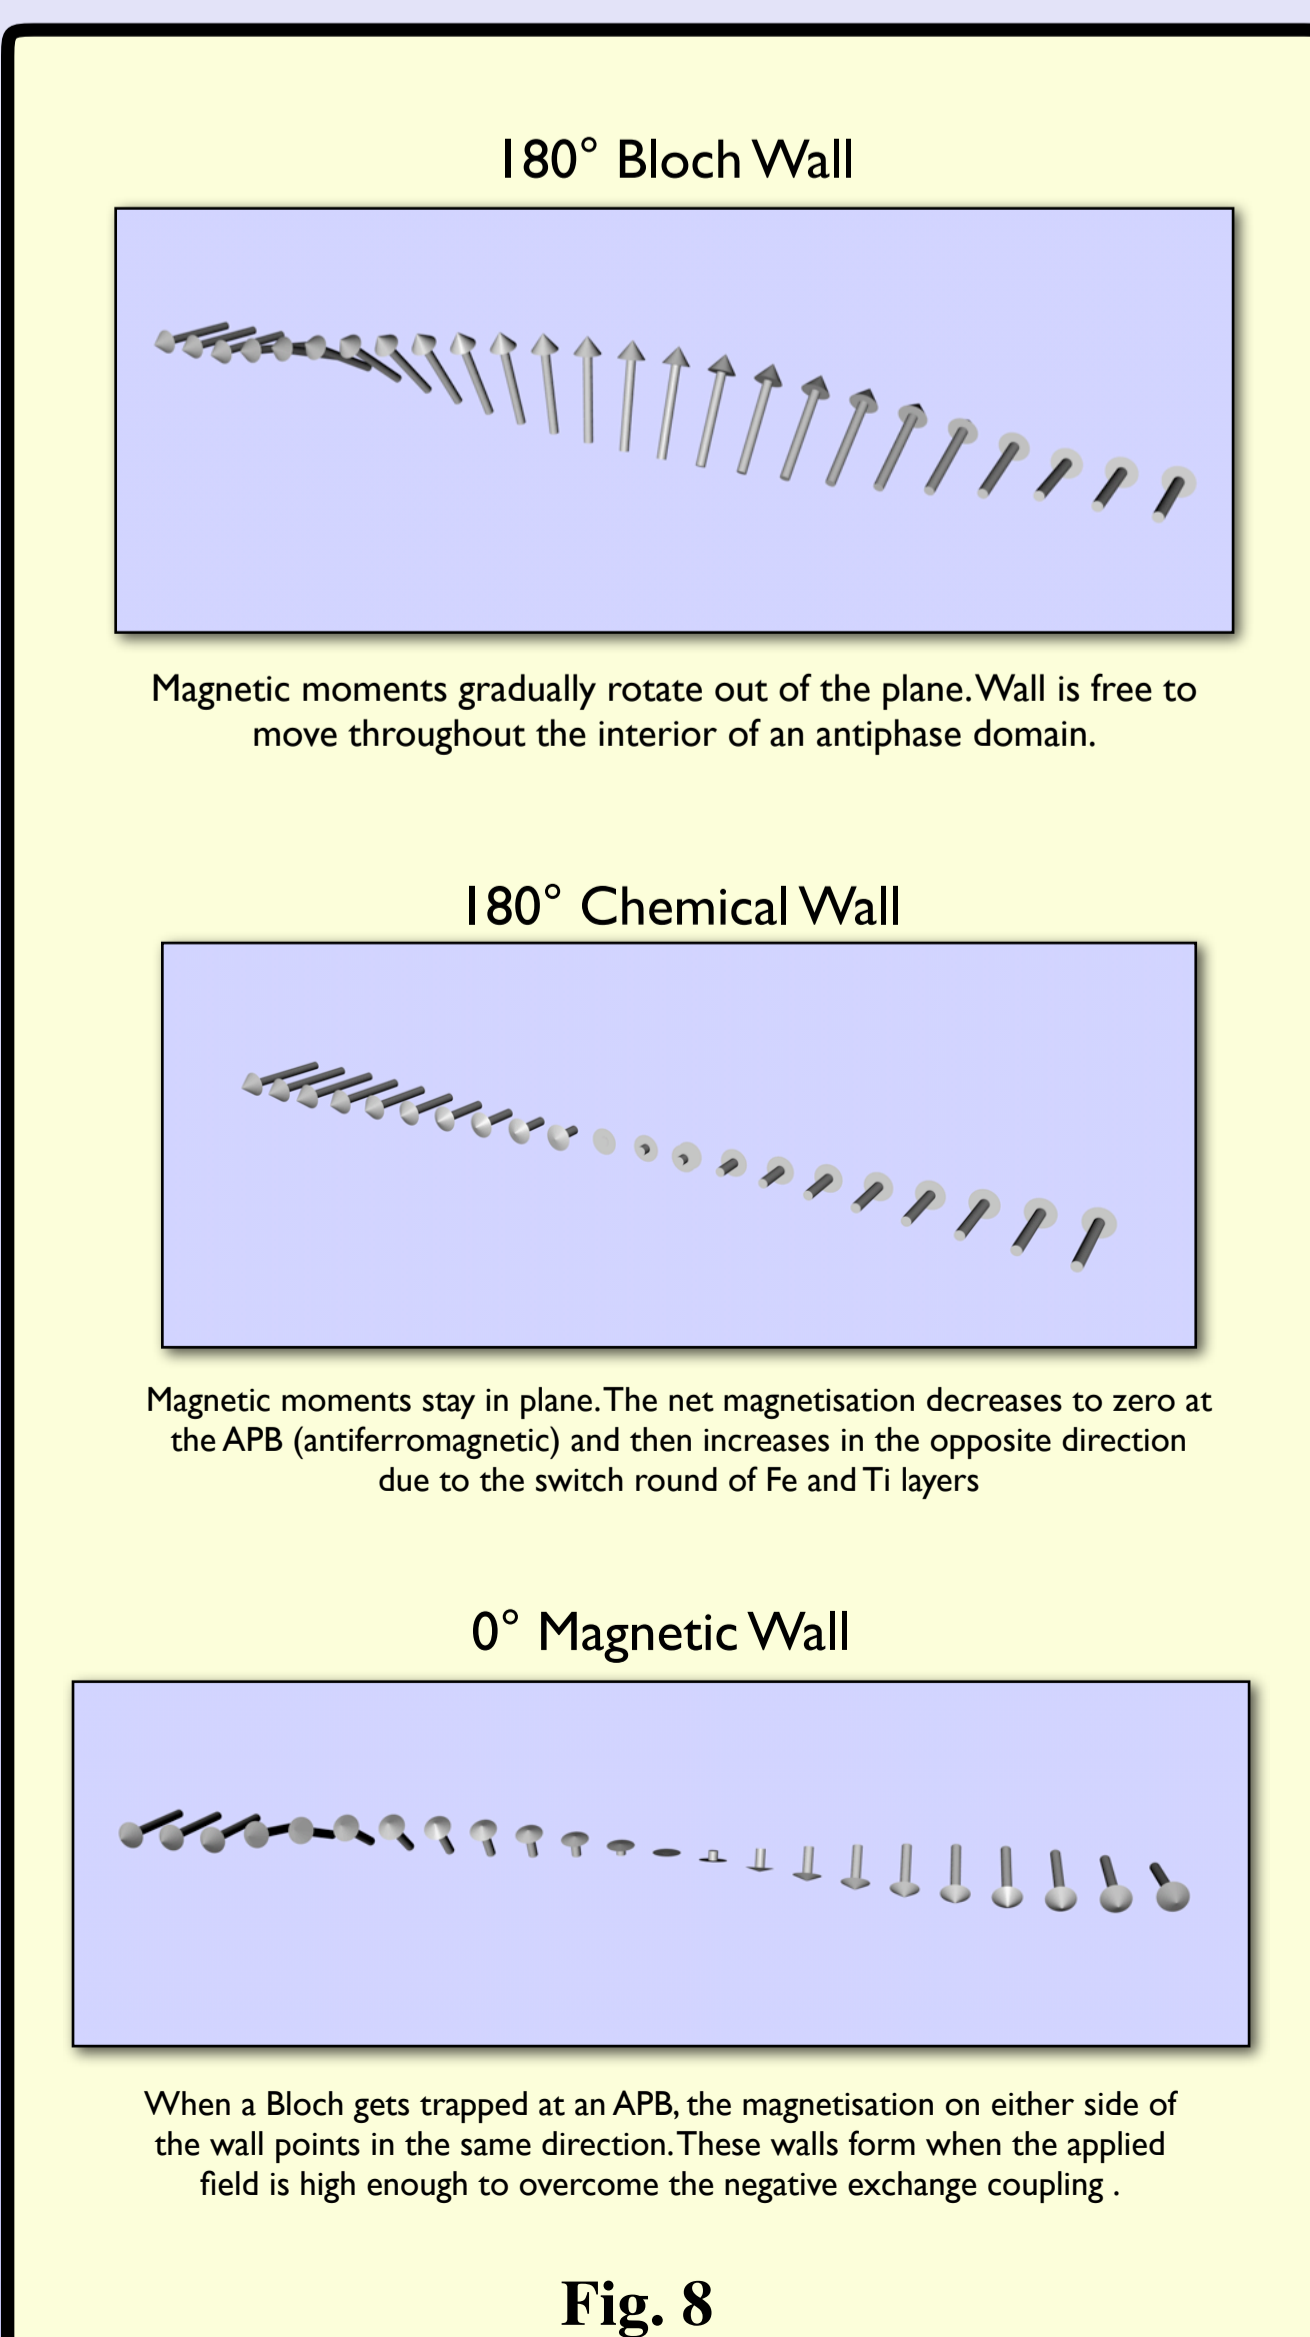 180° Bloch Wall
Magnetic moments gradually rotate out of the plane. Wall is free to
move throughout the interior of an antiphase domain.
180° Chemical Wall
Magnetic moments stay in plane. The net magnetisation decreases to zero at
the APB (antiferromagnetic) and then increases in the opposite direction
due to the switch round of Fe and Ti layers
0° Magnetic Wall
When a Bloch gets trapped at an APB, the magnetisation on either side of
the wall points in the same direction. These walls form when the applied
field is high enough to overcome the negative exchange coupling .
Fig. 8